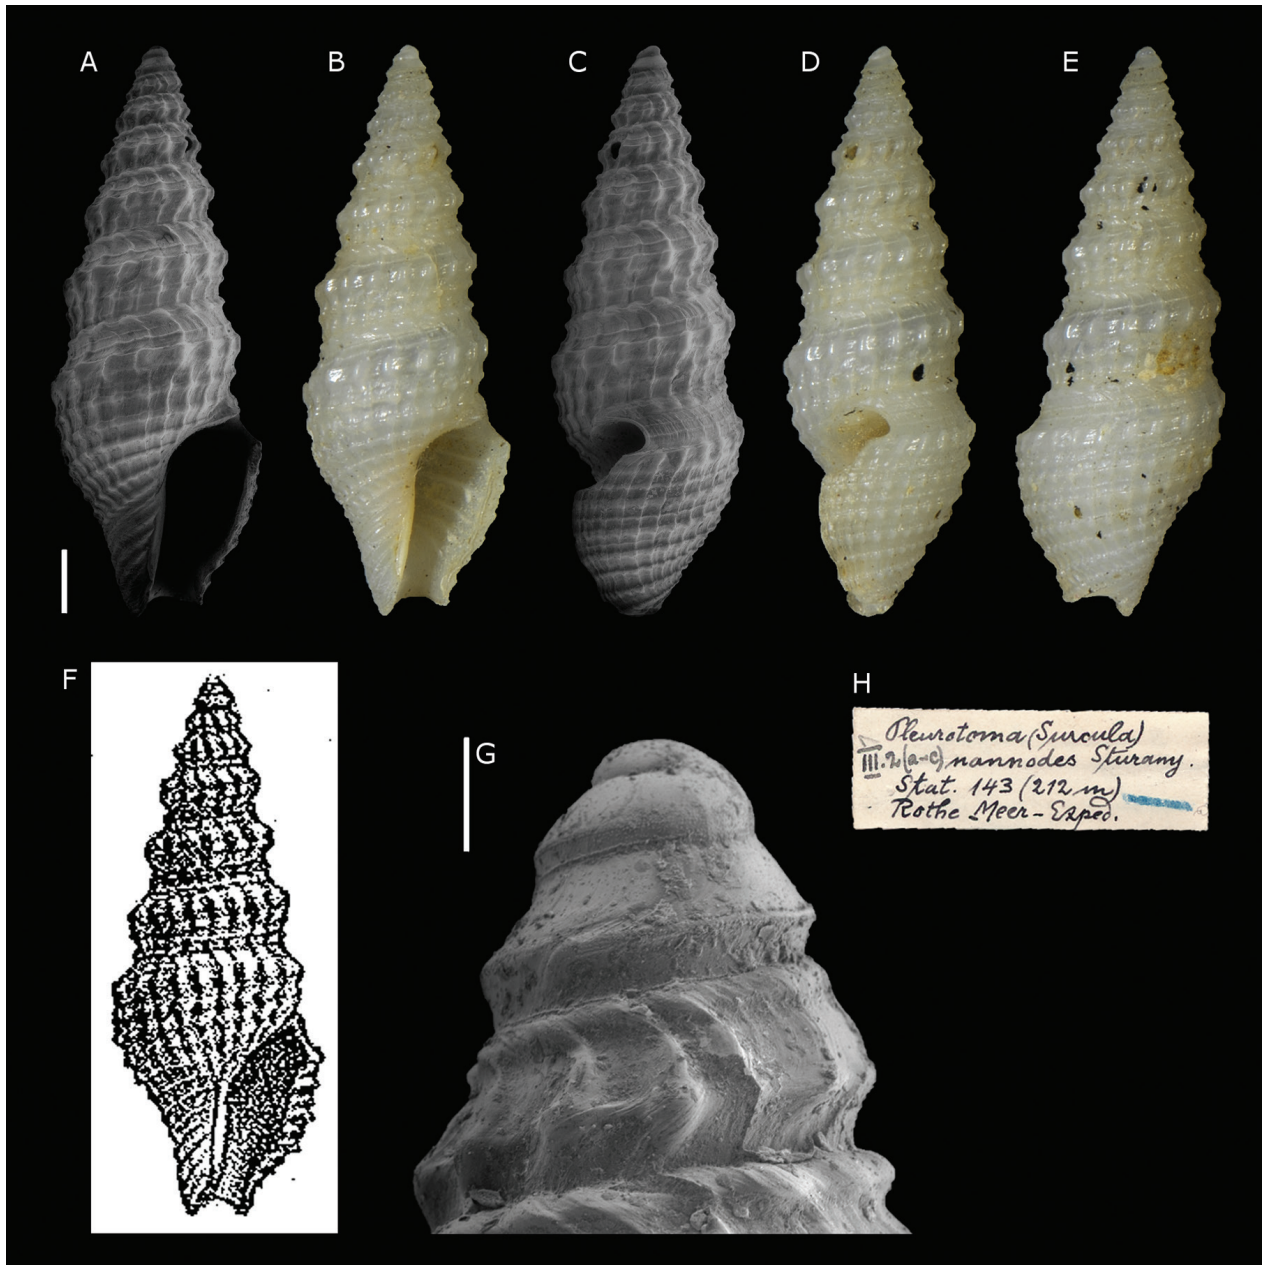 A
B
C
D
E
F
G
H
Pleurotoma (Surcula)
III.2(a-c) nannodes Sturany.
Stat. 143 (212 m)
Rothe Meer-Exped.